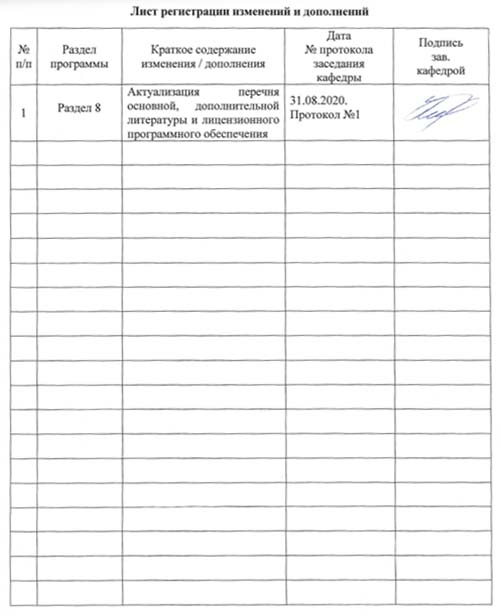 Лист регистрации изменений и дополнений
№
п/п
Раздел
программы
Краткое содержание
изменения / дополнения
Дата
№ протокола
заседания
кафедры
Подпись
зав.
кафедрой
1
Раздел 8
Актуализация перечня
основной, дополнительной
литературы и лицензионного
программного обеспечения
31.08.2020.
Протокол №1